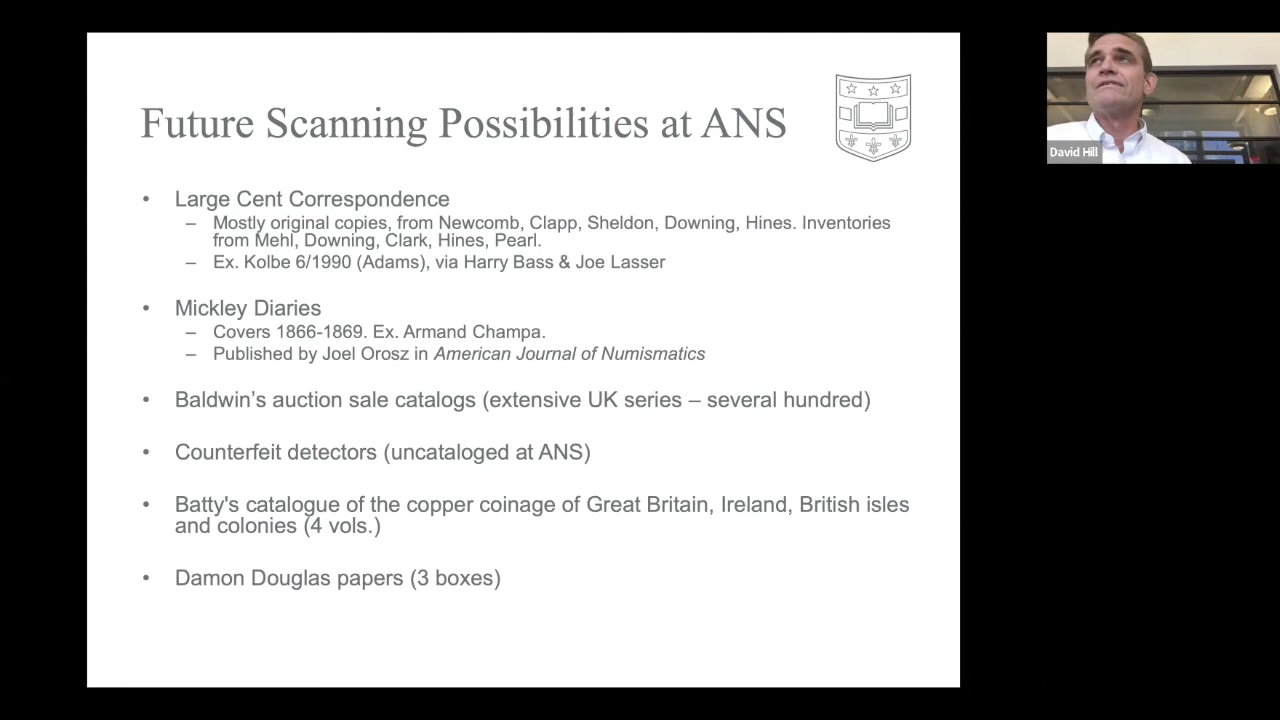 Future Scanning Possibilities at ANS
• Large Cent Correspondence
– Mostly original copies, from Newcomb, Clapp, Sheldon, Downing, Hines. Inventories
from Mehl, Downing, Clark, Hines, Pearl.
– Ex. Kolbe 6/1990 (Adams), via Harry Bass & Joe Lasser
• Mickley Diaries
– Covers 1866-1869. Ex. Armand Champa.
– Published by Joel Orosz in American Journal of Numismatics
• Baldwin’s auction sale catalogs (extensive UK series – several hundred)
• Counterfeit detectors (uncataloged at ANS)
• Batty's catalogue of the copper coinage of Great Britain, Ireland, British isles
and colonies (4 vols.)
• Damon Douglas papers (3 boxes)
David Hill